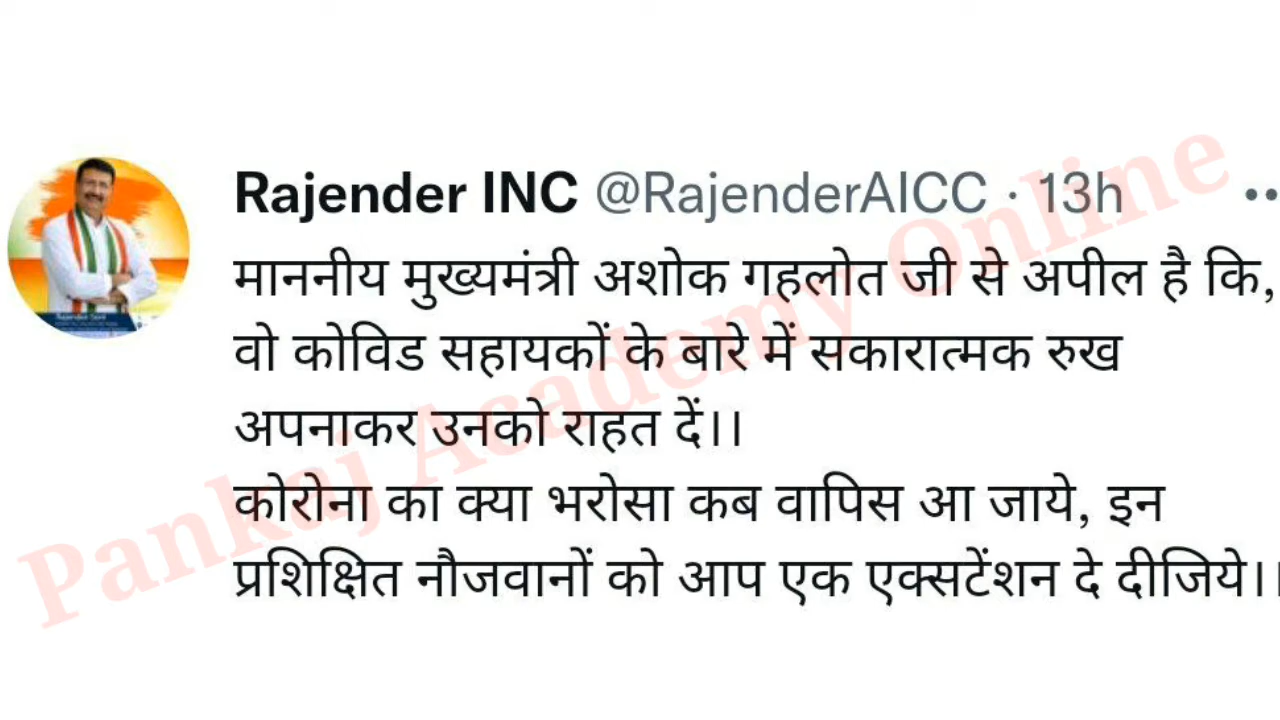 Rajender INC @RajenderAICC · 13h
माननीय मुख्यमंत्री अशोक गहलोत जी से अपील है कि,
वो कोविड सहायकों के बारे में सकारात्मक रुख
अपनाकर उनको राहत दें।।
कोरोना का क्या भरोसा कब वापिस आ जाये, इन
प्रशिक्षित नौजवानों को आप एक एक्सटेंशन दे दीजिये।।
Pankaj Academy Online